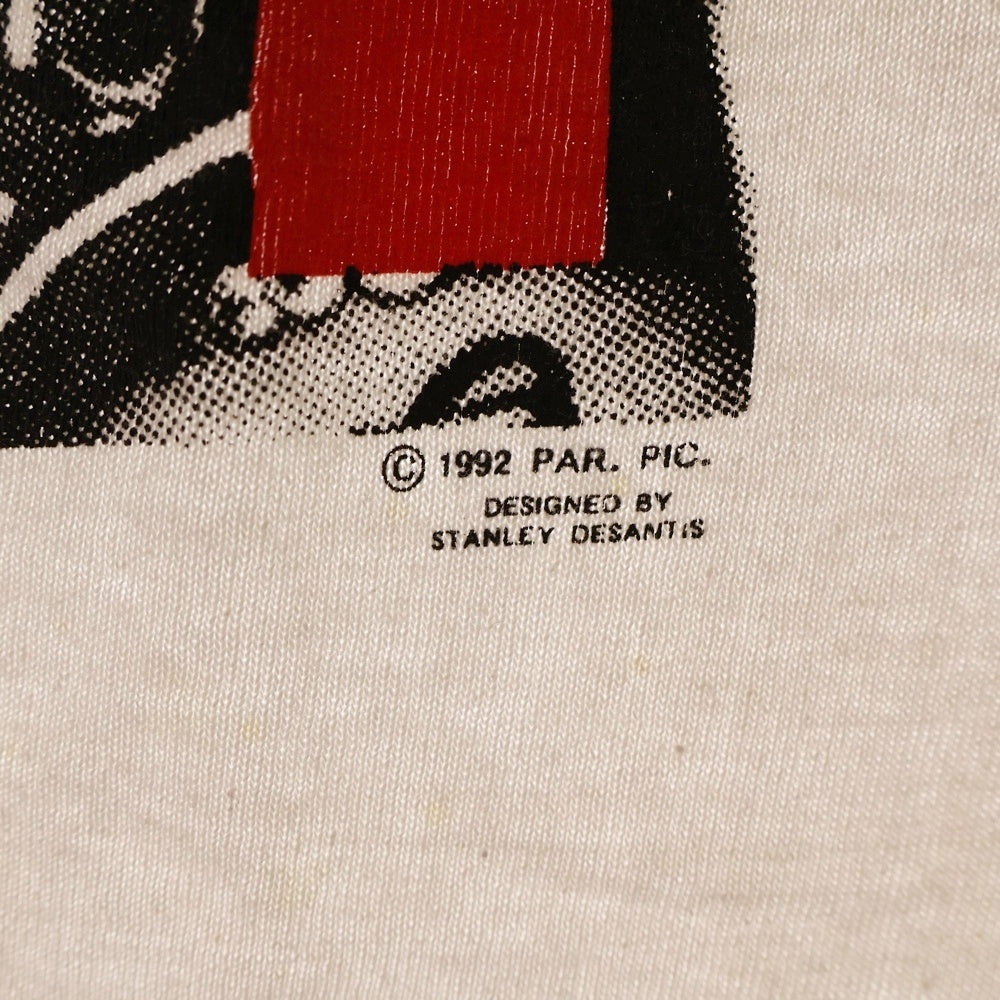 © 1992 PAR. PIC.
DESIGNED BY
STANLEY DESANTIS